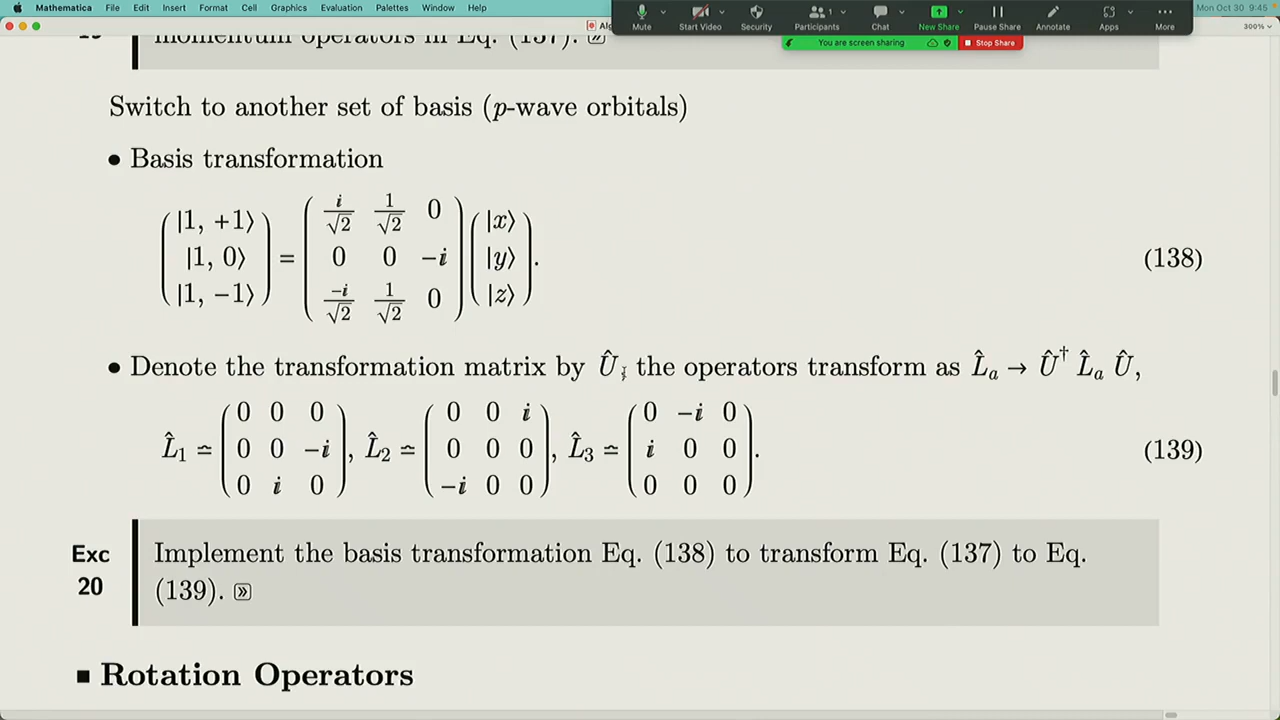 Mathematica File Edit Insert Format Cell Graphics Evaluation Palettes Window Help
Mon Oct 30 9:45
Mute Start Video Security Participants 1 Chat New Share Pause Share Annotate Apps More
You are screen sharing Stop Share
300%
operators in Eq. (137).
Switch to another set of basis (p-wave orbitals)
• Basis transformation
(|1, +1⟩ |1, 0⟩ |1, −1⟩) = (i/√2 1/√2 0; 0 0 −i; −i/√2 1/√2 0) (|x⟩ |y⟩ |z⟩). (138)
• Denote the transformation matrix by Û, the operators transform as L̂ₐ → Û† L̂ₐ Û,
L̂₁ ≏ (0 0 0; 0 0 −i; 0 i 0), L̂₂ ≏ (0 0 i; 0 0 0; −i 0 0), L̂₃ ≏ (0 −i 0; i 0 0; 0 0 0). (139)
Exc 20
Implement the basis transformation Eq. (138) to transform Eq. (137) to Eq.
(139). »
■ Rotation Operators